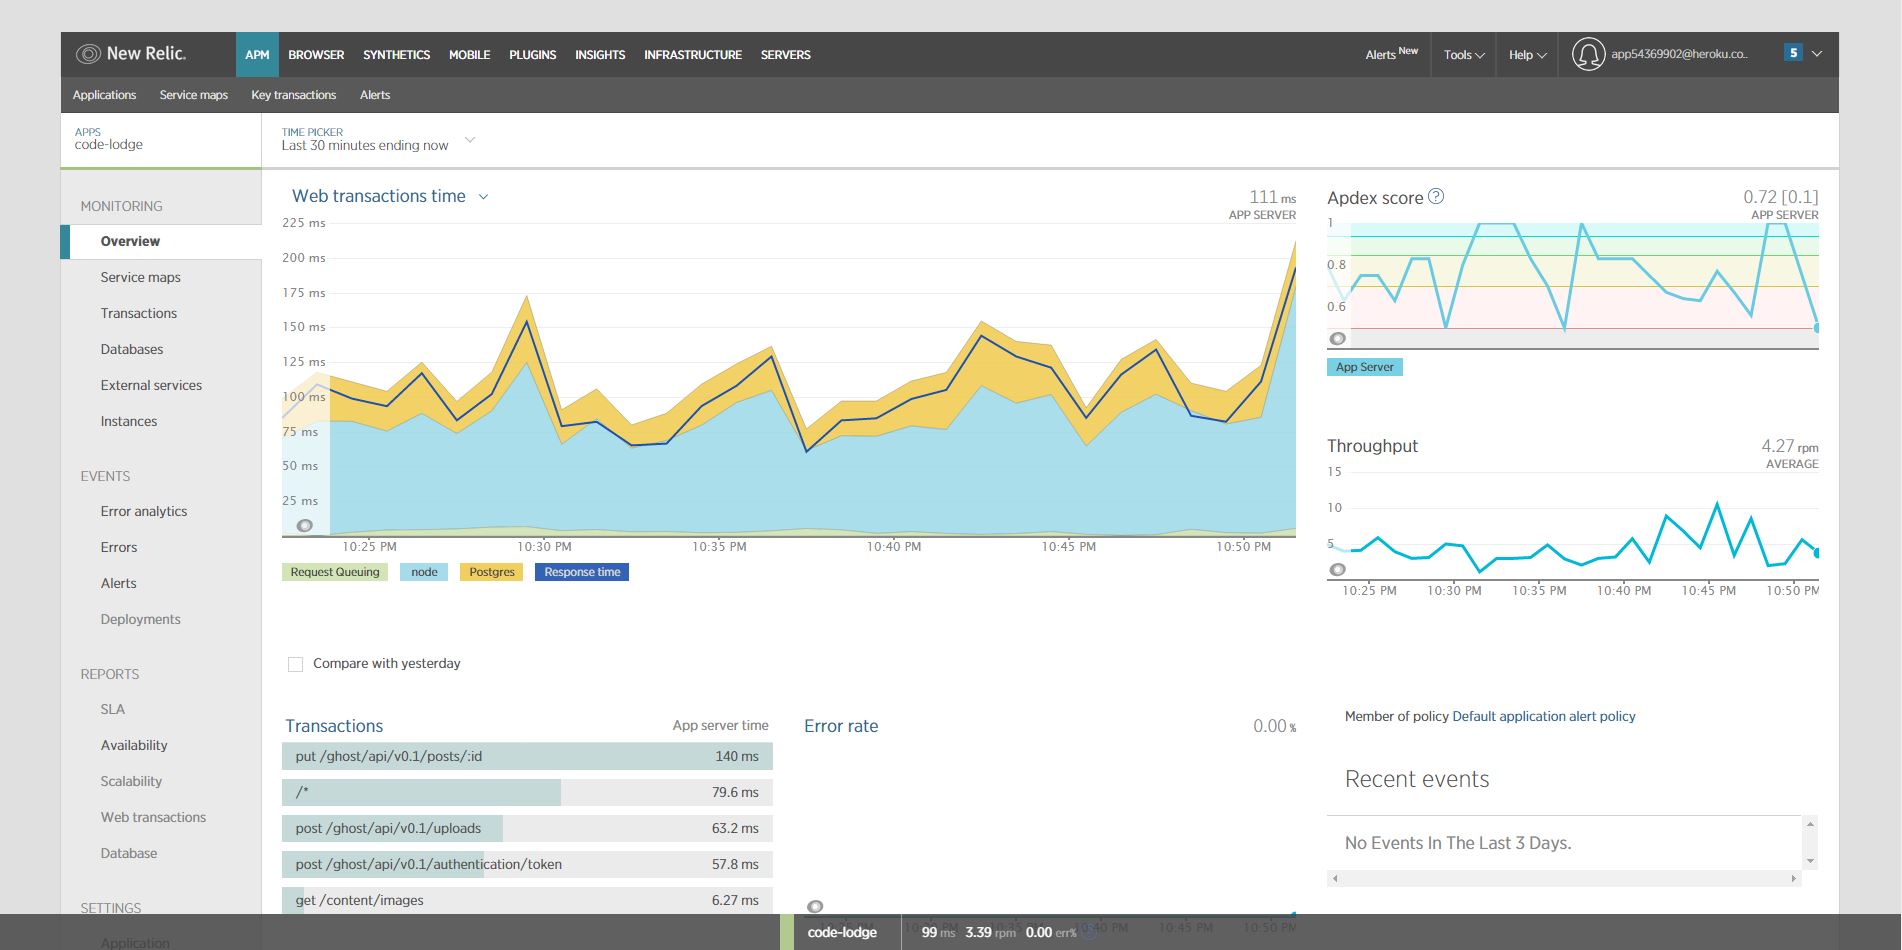 New Relic.
APM BROWSER SYNTHETICS MOBILE PLUGINS INSIGHTS INFRASTRUCTURE SERVERS
Alerts New Tools Help app54369902@heroku.co.. 5
Applications Service maps Key transactions Alerts
APPS
code-lodge
TIME PICKER
Last 30 minutes ending now
MONITORING
Overview
Service maps
Transactions
Databases
External services
Instances
EVENTS
Error analytics
Errors
Alerts
Deployments
REPORTS
SLA
Availability
Scalability
Web transactions
Database
SETTINGS
Application
Web transactions time
111 ms
APP SERVER
225 ms
200 ms
175 ms
150 ms
125 ms
100 ms
75 ms
50 ms
25 ms
10:25 PM 10:30 PM 10:35 PM 10:40 PM 10:45 PM 10:50 PM
Request Queuing node Postgres Response time
Compare with yesterday
Apdex score ?
0.72 [0.1]
APP SERVER
1
0.8
0.6
App Server
Throughput
4.27 rpm
AVERAGE
15
10
5
10:25 PM 10:30 PM 10:35 PM 10:40 PM 10:45 PM 10:50 PM
Transactions App server time
put /ghost/api/v0.1/posts/:id 140 ms
/* 79.6 ms
post /ghost/api/v0.1/uploads 63.2 ms
post /ghost/api/v0.1/authentication/token 57.8 ms
get /content/images 6.27 ms
Error rate
0.00 %
10:45 PM 10:50 PM
Member of policy Default application alert policy
Recent events
No Events In The Last 3 Days.
code-lodge 99 ms 3.39 rpm 0.00 err%